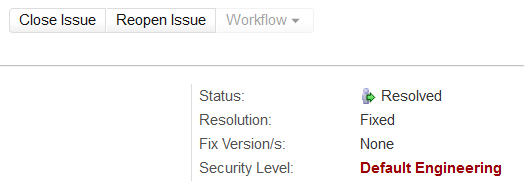 Close Issue Reopen Issue Workflow
Status: Resolved
Resolution: Fixed
Fix Version/s: None
Security Level: Default Engineering